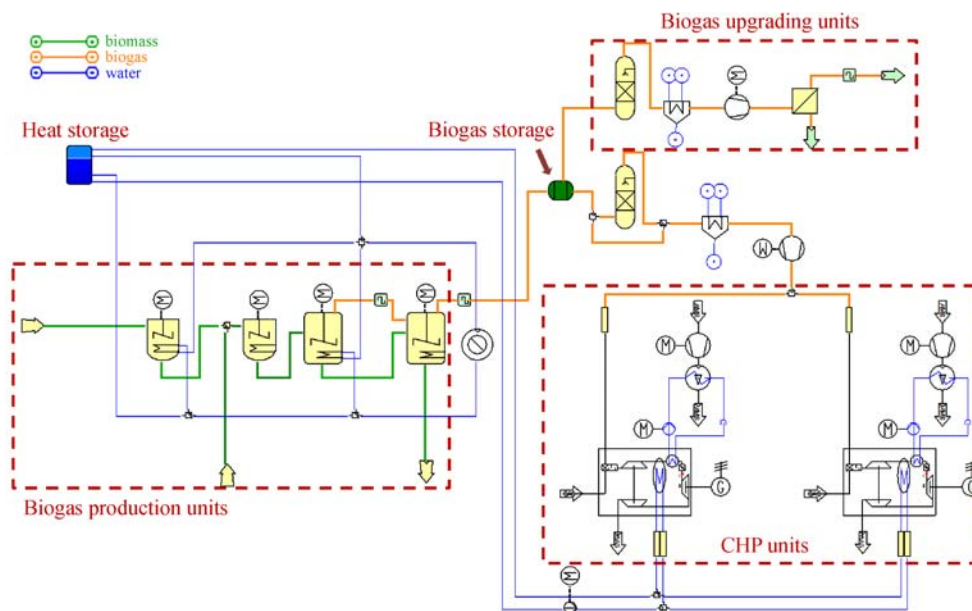 Biogas upgrading units
biomass
biogas
water
M
Heat storage
Biogas storage
M
M
M
M
M
M
M
M
M
G
G
Biogas production units
CHP units
M